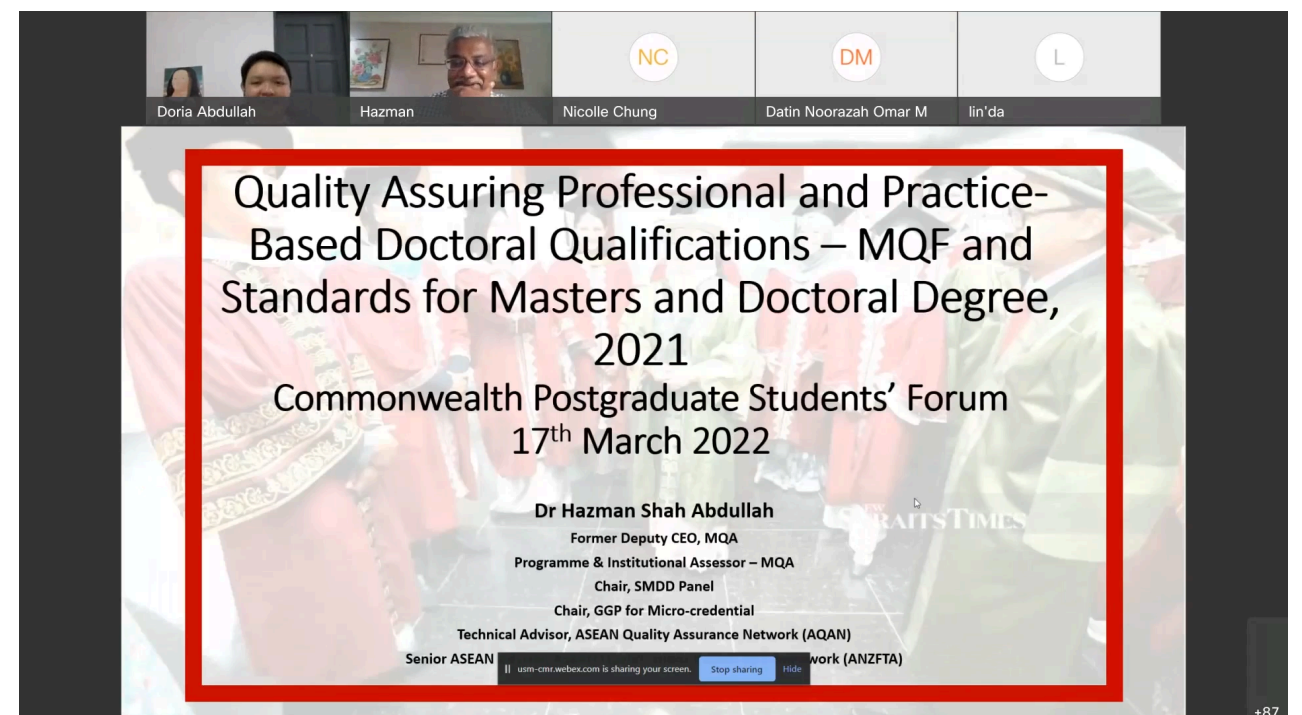 NC
DM
L
Doria Abdullah
Hazman
Nicolle Chung
Datin Noorazah Omar M
lin'da
Quality Assuring Professional and Practice-
Based Doctoral Qualifications – MQF and
Standards for Masters and Doctoral Degree,
2021
Commonwealth Postgraduate Students’ Forum
17th March 2022
Dr Hazman Shah Abdullah
STRAITS TIMES
Former Deputy CEO, MQA
Programme & Institutional Assessor – MQA
Chair, SMDD Panel
Chair, GGP for Micro-credential
Technical Advisor, ASEAN Quality Assurance Network (AQAN)
Senior ASEAN work (ANZFTA)
usm-cmr.webex.com is sharing your screen. Stop sharing Hide
+87